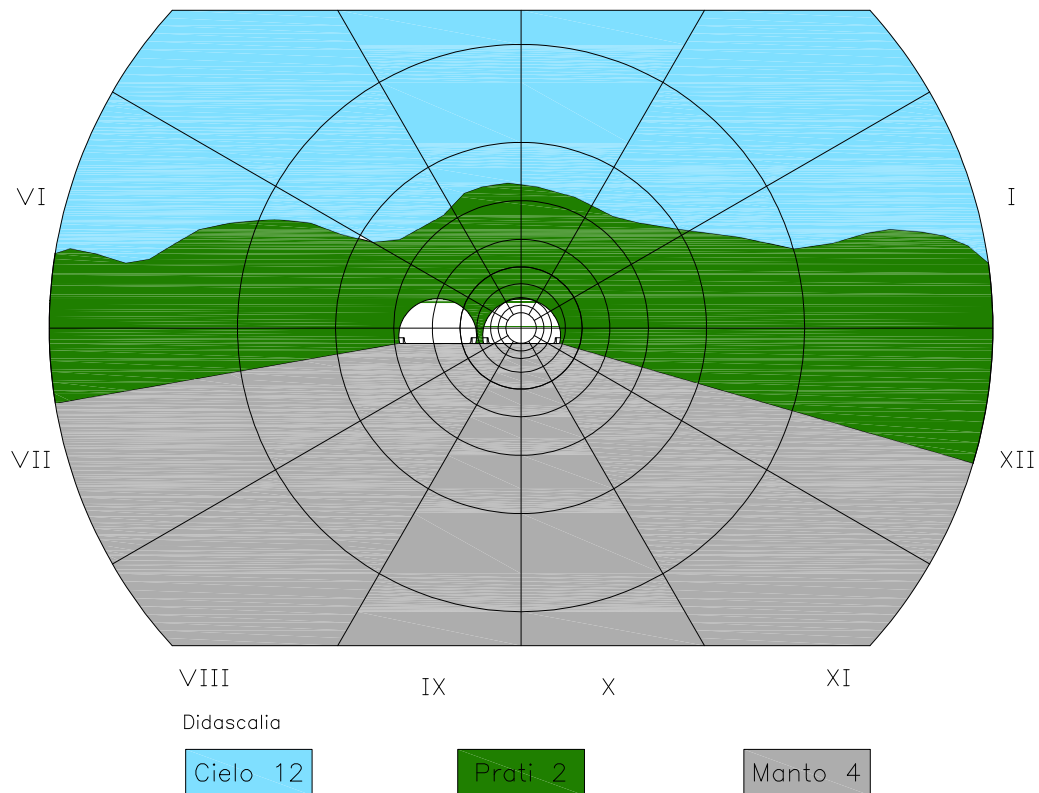 VI
I
VII
XII
VIII
IX
X
XI
Didascalia
Cielo 12
Prati 2
Manto 4